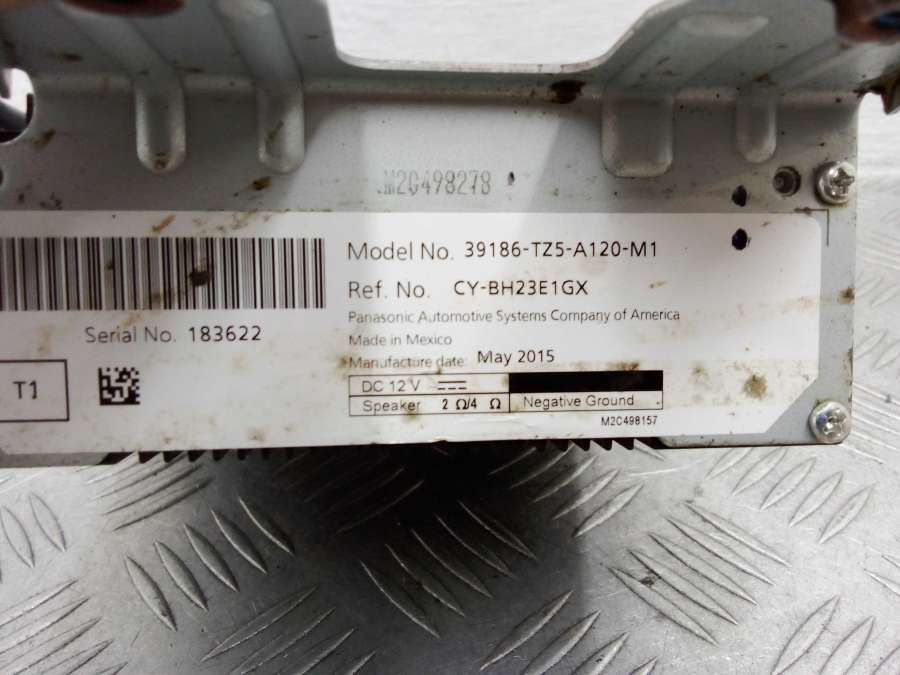 M2C498278
Model No. 39186-TZ5-A120-M1
Ref. No. CY-BH23E1GX
Panasonic Automotive Systems Company of America
Serial No. 183622
Made in Mexico
Manufacture date: May 2015
T1
DC 12 V ⎓
Speaker 2 Ω/4 Ω Negative Ground
M2C498157